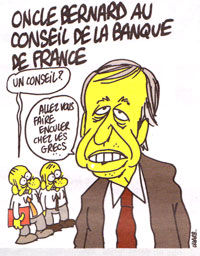 ONCLE BERNARD AU
CONSEIL DE LA BANQUE
DE FRANCE
UN CONSEIL?
ALLEZ VOUS
FAIRE
ENCULER
CHEZ LES
GRECS